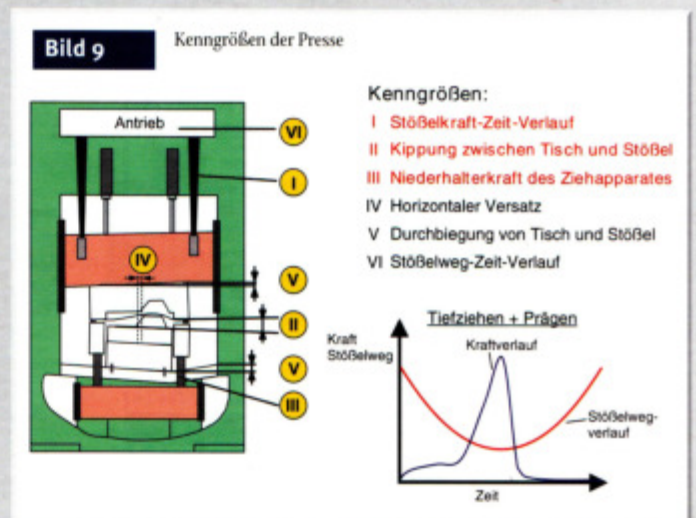 Bild 9
Kenngrößen der Presse
Antrieb
VI
I
IV
V
II
V
III
Kenngrößen:
I Stößelkraft-Zeit-Verlauf
II Kippung zwischen Tisch und Stößel
III Niederhalterkraft des Ziehapparates
IV Horizontaler Versatz
V Durchbiegung von Tisch und Stößel
VI Stößelweg-Zeit-Verlauf
Tiefziehen + Prägen
Kraft
Stößelweg
Kraftverlauf
Stößelweg-
verlauf
Zeit